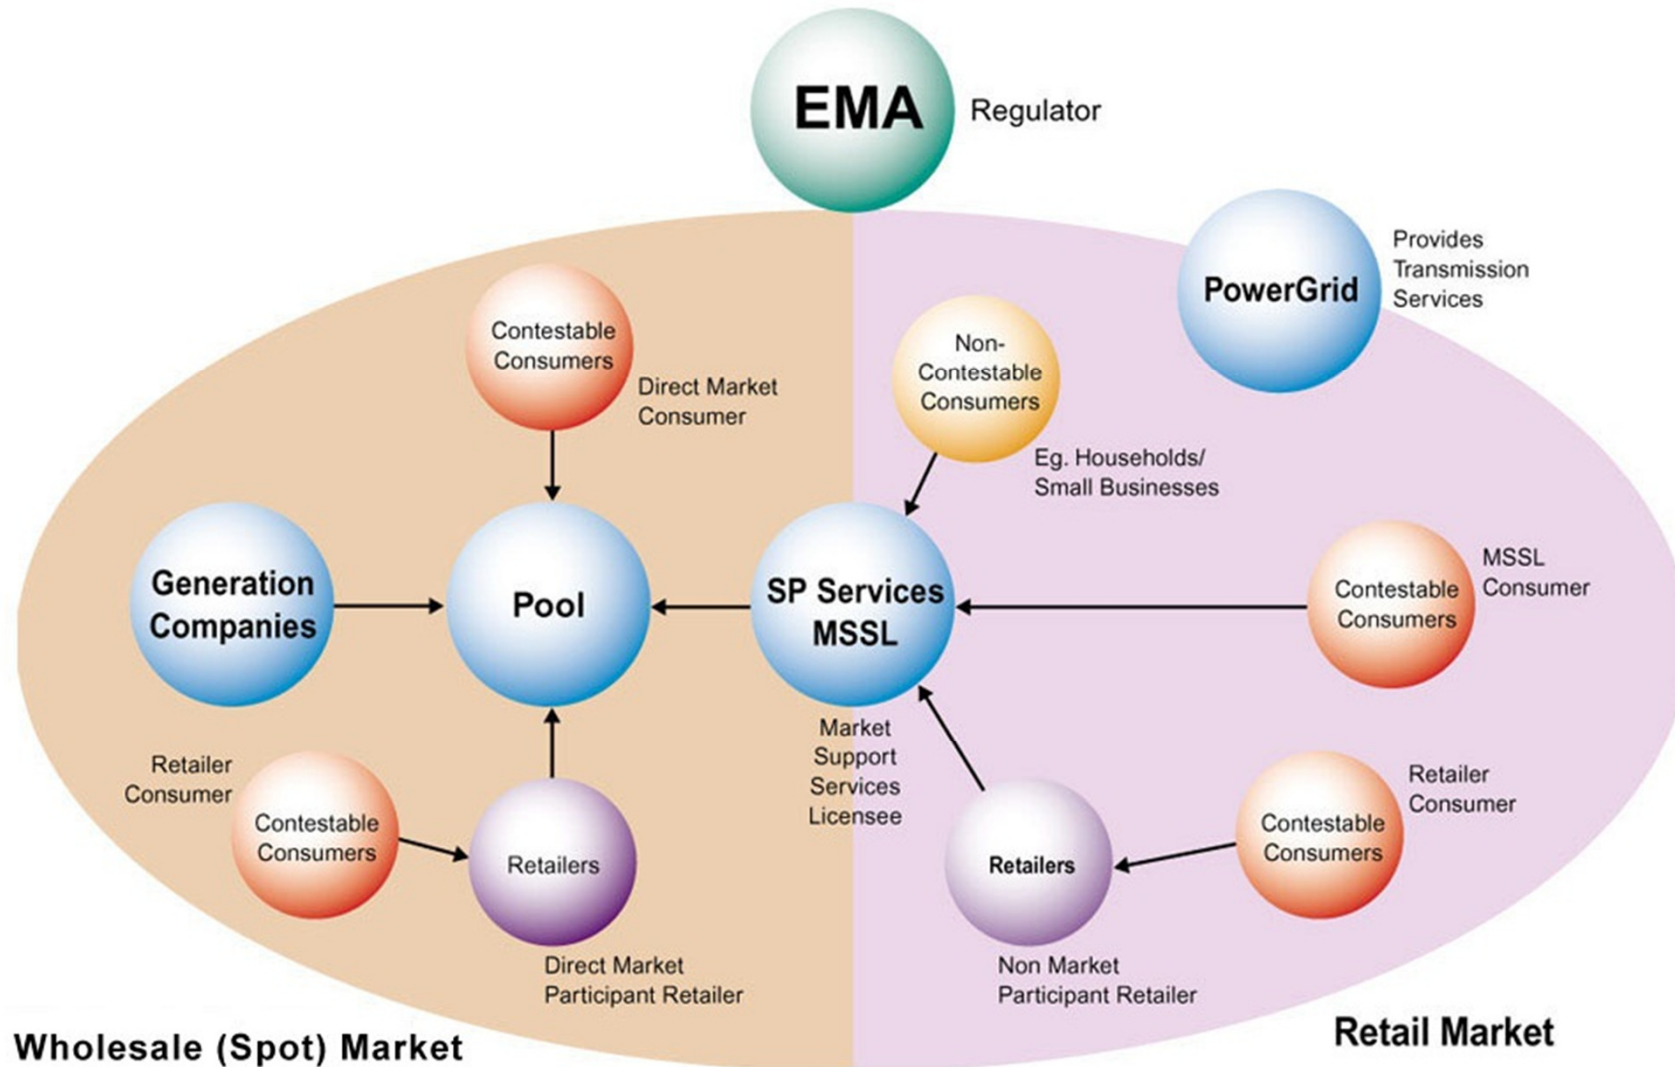 EMA
Regulator
PowerGrid
Provides
Transmission
Services
Contestable
Consumers
Direct Market
Consumer
Non-
Contestable
Consumers
Eg. Households/
Small Businesses
Generation
Companies
Pool
SP Services
MSSL
Market
Support
Services
Licensee
Contestable
Consumers
MSSL
Consumer
Retailer
Consumer
Contestable
Consumers
Retailers
Direct Market
Participant Retailer
Retailers
Non Market
Participant Retailer
Contestable
Consumers
Retailer
Consumer
Wholesale (Spot) Market
Retail Market